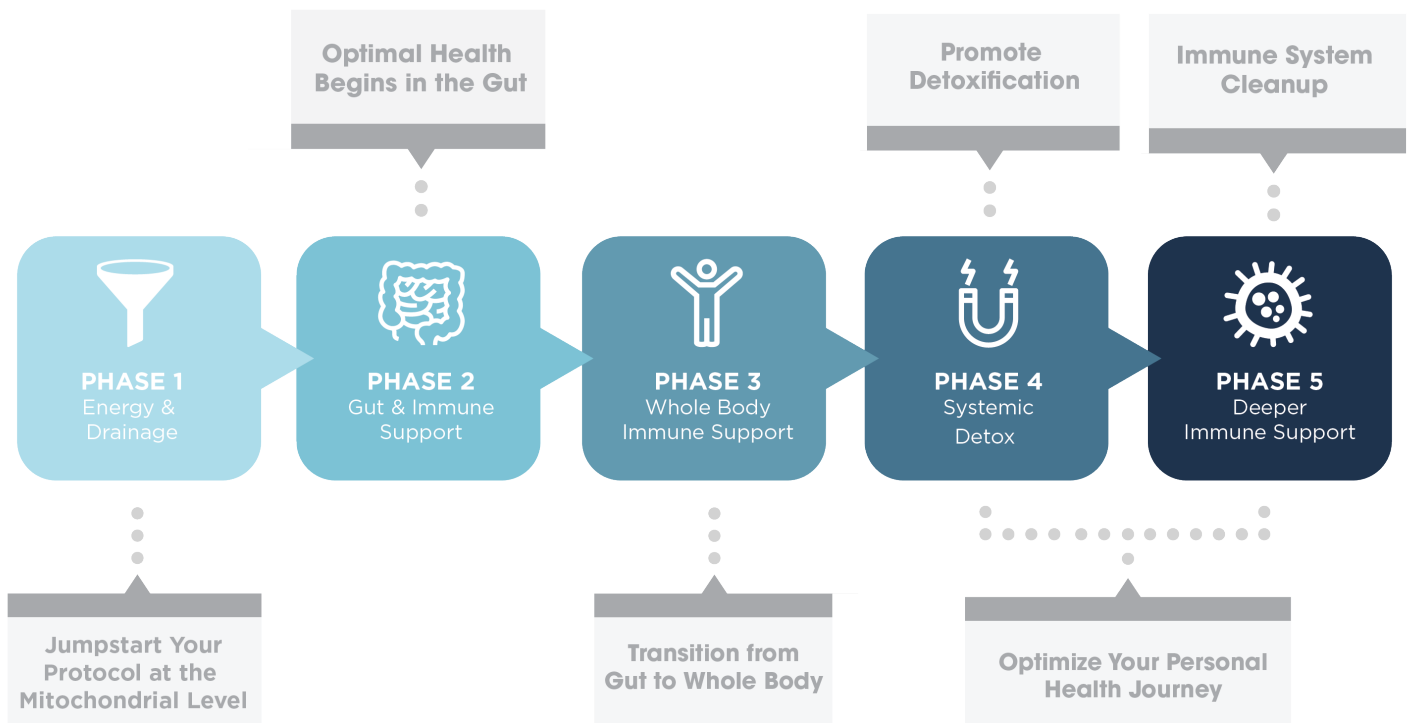 Optimal Health
Begins in the Gut
Promote
Detoxification
Immune System
Cleanup
PHASE 1
Energy &
Drainage
PHASE 2
Gut & Immune
Support
PHASE 3
Whole Body
Immune Support
PHASE 4
Systemic
Detox
PHASE 5
Deeper
Immune Support
Jumpstart Your
Protocol at the
Mitochondrial Level
Transition from
Gut to Whole Body
Optimize Your Personal
Health Journey